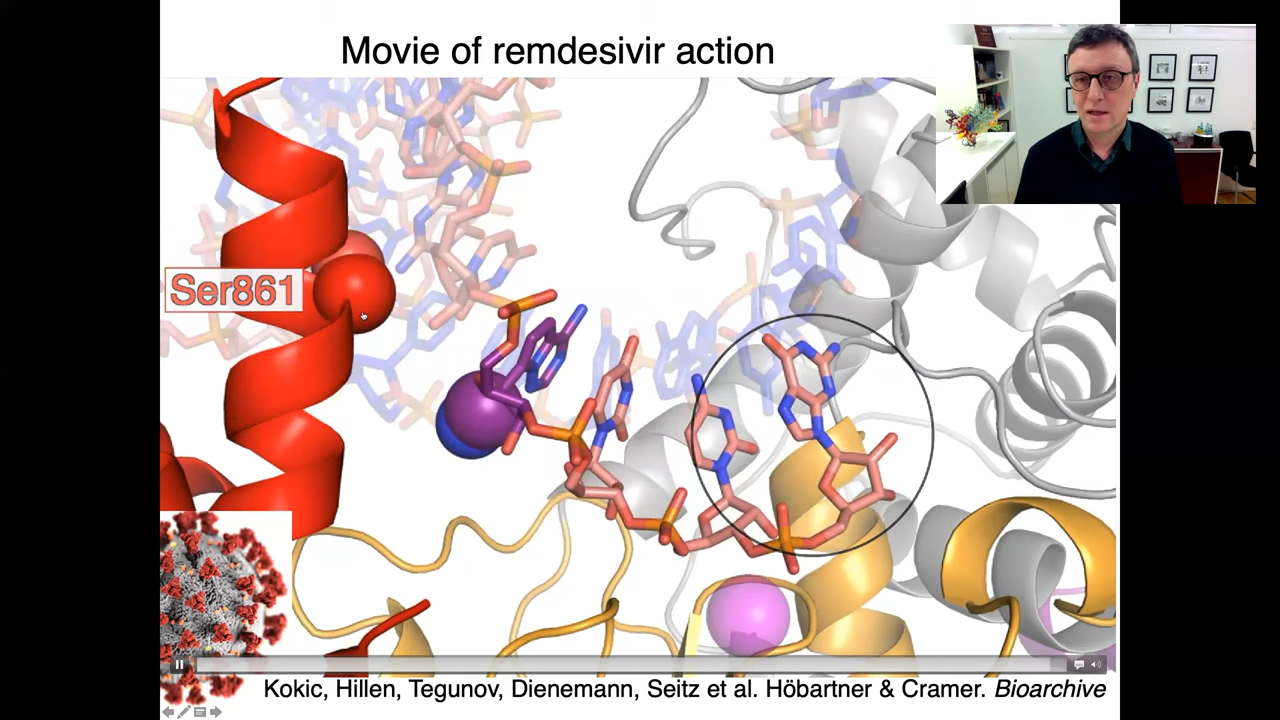 Movie of remdesivir action
Ser861
Kokic, Hillen, Tegunov, Dienemann, Seitz et al. Höbartner & Cramer. Bioarchive